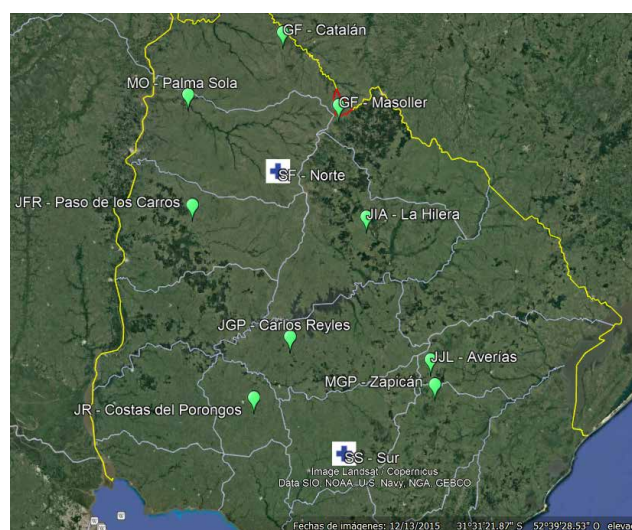 GF - Catalán
MO - Palma Sola
GF - Masoller
SF - Norte
JFR - Paso de los Carros
JIA - La Hilera
JGP - Carlos Reyles
JJL - Averías
MGP - Zapicán
JR - Costas del Porongos
SS - Sur
Image Landsat / Copernicus
Data SIO, NOAA, U.S. Navy, NGA, GEBCO
Fechas de imágenes: 12/13/2015 31°31'21.87" S 52°39'28.53" O eleva